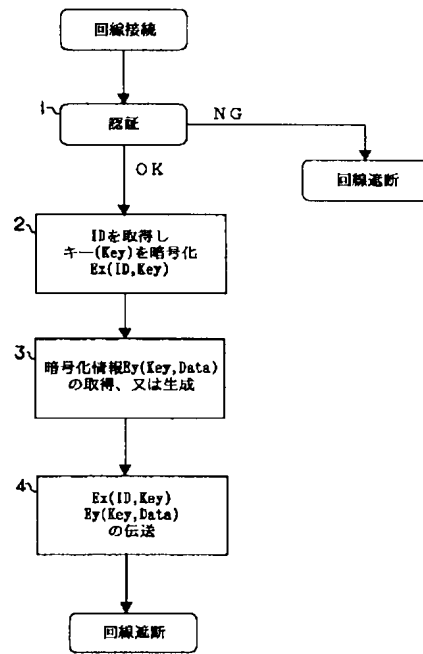 回線接続
1
認証
NG
OK
回線遮断
2
IDを取得し
キー(Key)を暗号化
Ex(ID,Key)
3
暗号化情報Ey(Key,Data)
の取得、又は生成
4
Ex(ID,Key)
Ey(Key,Data)
の伝送
回線遮断